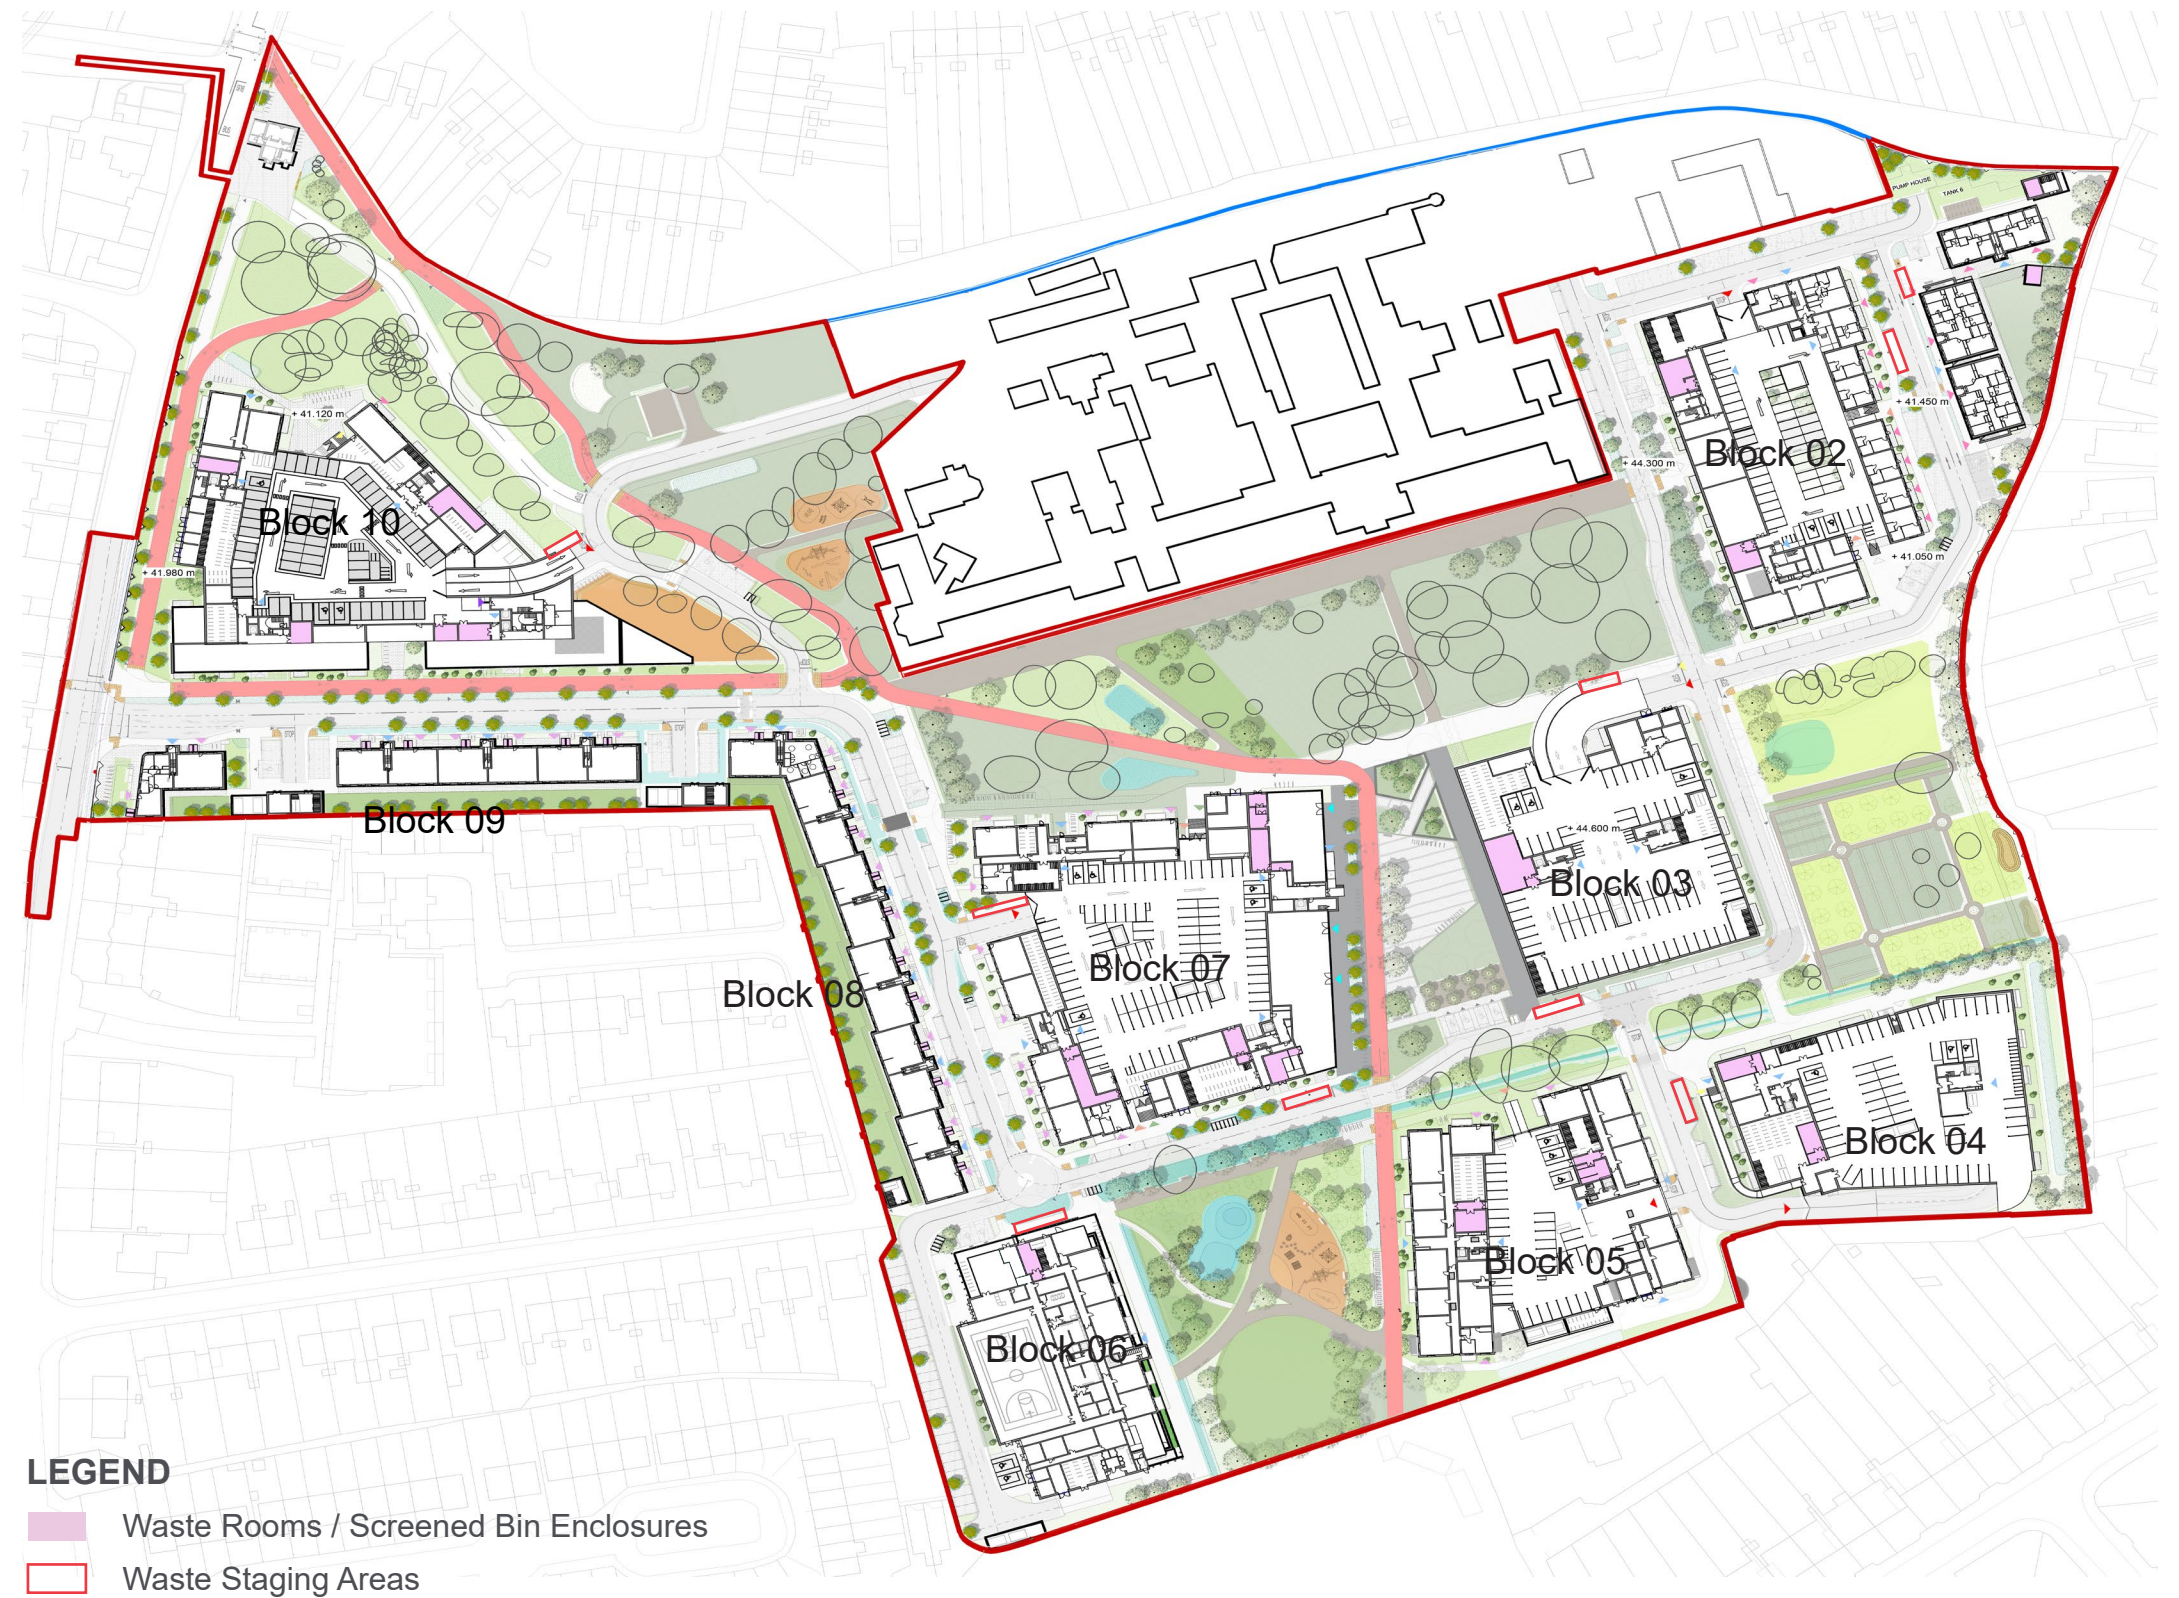 PUMP HOUSE
TANK 6
+ 41.120 m
+ 41.450 m
Block 02
+ 44.300 m
Block 10
+ 41.050 m
+ 41.980 m
STOP
STOP
Block 09
+ 44.600 m
Block 03
Block 07
Block 08
Block 04
Block 05
Block 06
LEGEND
Waste Rooms / Screened Bin Enclosures
Waste Staging Areas